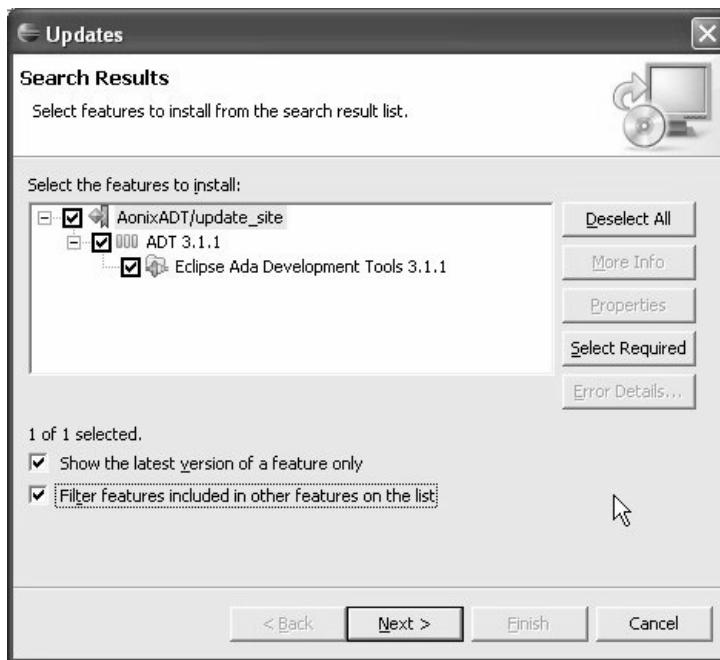 Updates
Search Results
Select features to install from the search result list.
Select the features to install:
AonixADT/update_site
ADT 3.1.1
Eclipse Ada Development Tools 3.1.1
Deselect All
More Info
Properties
Select Required
Error Details...
1 of 1 selected.
Show the latest version of a feature only
Filter features included in other features on the list
< Back
Next >
Finish
Cancel